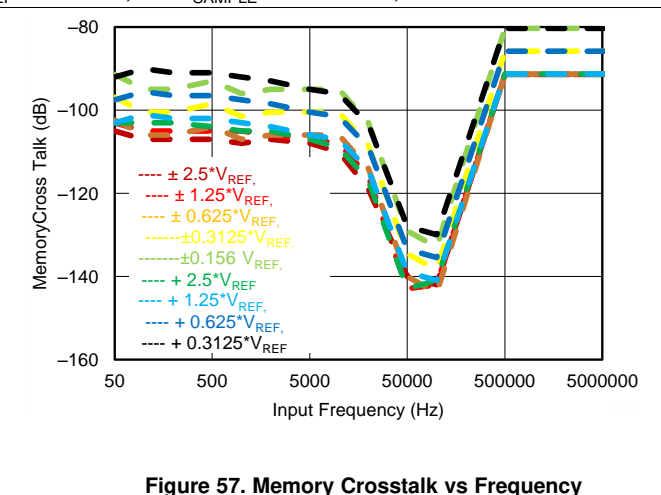 SAMPLE
–80
–100
–120
–140
–160
MemoryCross Talk (dB)
---- ± 2.5*VREF,
---- ± 1.25*VREF,
---- ± 0.625*VREF,
------±0.3125*VREF,
-------±0.156 VREF,
---- + 2.5*VREF
---- + 1.25*VREF,
---- + 0.625*VREF,
---- + 0.3125*VREF
50 500 5000 50000 500000 5000000
Input Frequency (Hz)
Figure 57. Memory Crosstalk vs Frequency